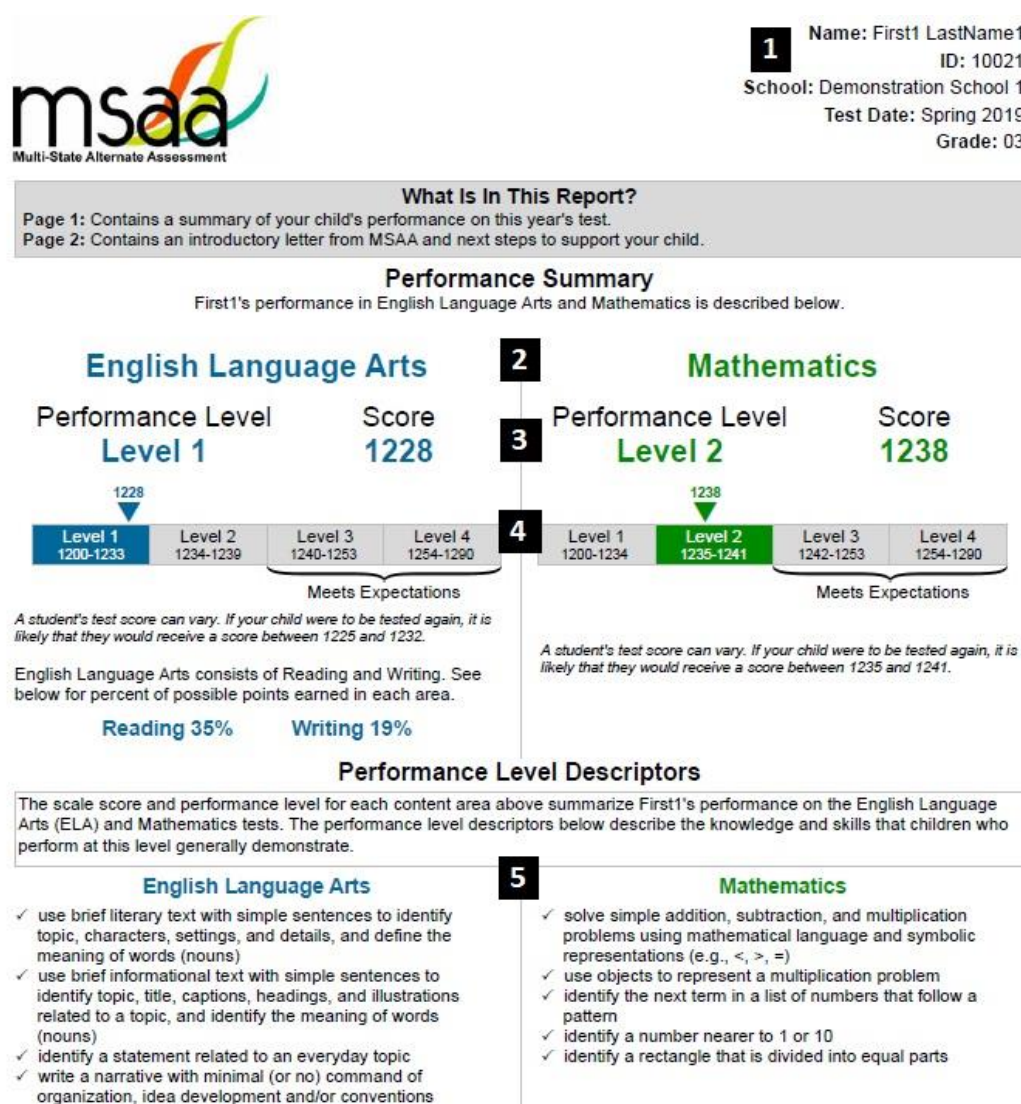 msaa
Multi-State Alternate Assessment
1
Name: First1 LastName1
ID: 10021
School: Demonstration School 1
Test Date: Spring 2019
Grade: 03
What Is In This Report?
Page 1: Contains a summary of your child's performance on this year's test.
Page 2: Contains an introductory letter from MSAA and next steps to support your child.
Performance Summary
First1's performance in English Language Arts and Mathematics is described below.
English Language Arts
2
Mathematics
Performance Level Score
Level 1 1228
3
Performance Level Score
Level 2 1238
1228
Level 1 Level 2 Level 3 Level 4
1200-1233 1234-1239 1240-1253 1254-1290
Meets Expectations
4
1238
Level 1 Level 2 Level 3 Level 4
1200-1234 1235-1241 1242-1253 1254-1290
Meets Expectations
A student's test score can vary. If your child were to be tested again, it is
likely that they would receive a score between 1225 and 1232.
A student's test score can vary. If your child were to be tested again, it is
likely that they would receive a score between 1235 and 1241.
English Language Arts consists of Reading and Writing. See
below for percent of possible points earned in each area.
Reading 35% Writing 19%
Performance Level Descriptors
The scale score and performance level for each content area above summarize First1's performance on the English Language
Arts (ELA) and Mathematics tests. The performance level descriptors below describe the knowledge and skills that children who
perform at this level generally demonstrate.
5
English Language Arts
✓ use brief literary text with simple sentences to identify
topic, characters, settings, and details, and define the
meaning of words (nouns)
✓ use brief informational text with simple sentences to
identify topic, title, captions, headings, and illustrations
related to a topic, and identify the meaning of words
(nouns)
✓ identify a statement related to an everyday topic
✓ write a narrative with minimal (or no) command of
organization, idea development and/or conventions
Mathematics
✓ solve simple addition, subtraction, and multiplication
problems using mathematical language and symbolic
representations (e.g., <, >, =)
✓ use objects to represent a multiplication problem
✓ identify the next term in a list of numbers that follow a
pattern
✓ identify a number nearer to 1 or 10
✓ identify a rectangle that is divided into equal parts